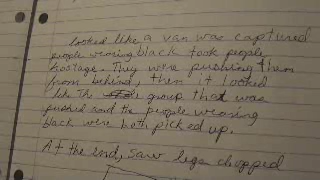 looked like a van was captured
people wearing black took people
hostage. They were pushing them
from behind, then it looked
like the group that was
pushed and the people wearing
black were both picked up.
At the end, saw legs chopped